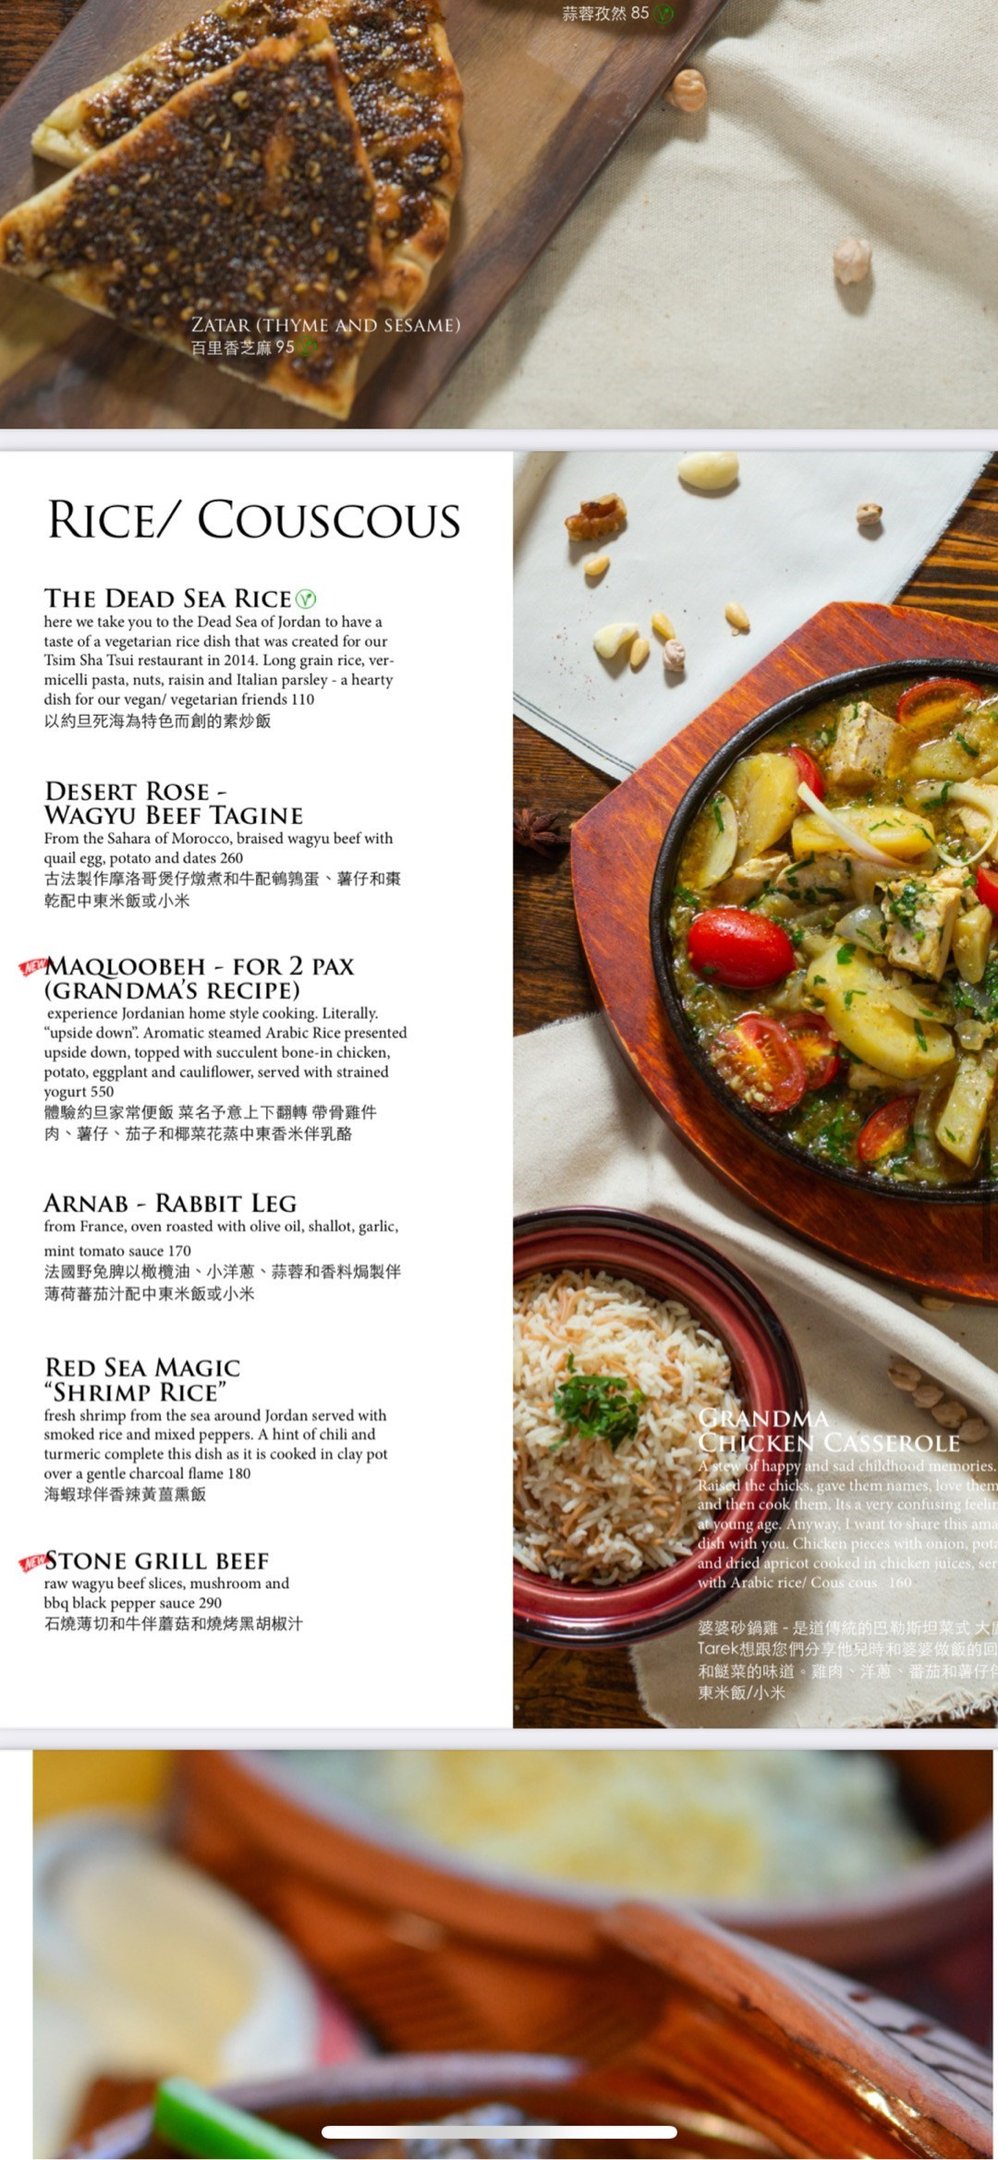 蒜蓉孜然 85
Zatar (thyme and sesame)
百里香芝麻 95
Rice/ Couscous
The Dead Sea Rice
here we take you to the Dead Sea of Jordan to have a
taste of a vegetarian rice dish that was created for our
Tsim Sha Tsui restaurant in 2014. Long grain rice, ver-
micelli pasta, nuts, raisin and Italian parsley - a hearty
dish for our vegan/ vegetarian friends 110
以約旦死海為特色而創的素炒飯
Desert Rose -
Wagyu Beef Tagine
From the Sahara of Morocco, braised wagyu beef with
quail egg, potato and dates 260
古法製作摩洛哥煲仔燉煮和牛配鵪鶉蛋、薯仔和棗
乾配中東米飯或小米
NEW
Maqloobeh - for 2 pax
(grandma's recipe)
experience Jordanian home style cooking. Literally.
“upside down”. Aromatic steamed Arabic Rice presented
upside down, topped with succulent bone-in chicken,
potato, eggplant and cauliflower, served with strained
yogurt 550
體驗約旦家常便飯 菜名予意上下翻轉 帶骨雞件
肉、薯仔、茄子和椰菜花蒸中東香米伴乳酪
Arnab - Rabbit Leg
from France, oven roasted with olive oil, shallot, garlic,
mint tomato sauce 170
法國野兔脾以橄欖油、小洋蔥、蒜蓉和香料焗製伴
薄荷蕃茄汁配中東米飯或小米
Red Sea Magic
“Shrimp Rice”
fresh shrimp from the sea around Jordan served with
smoked rice and mixed peppers. A hint of chili and
turmeric complete this dish as it is cooked in clay pot
over a gentle charcoal flame 180
海蝦球伴香辣黃薑熏飯
NEW
Stone grill beef
raw wagyu beef slices, mushroom and
bbq black pepper sauce 290
石燒薄切和牛伴蘑菇和燒烤黑胡椒汁
Grandma
Chicken Casserole
A stew of happy and sad childhood memories.
Raised the chicks, gave them names, love them
and then cook them, Its a very confusing
at young age. Anyway, I want to share this
dish with you. Chicken pieces with onion,
and dried apricot cooked in chicken juices,
with Arabic rice/ Cous cous 160
婆婆砂鍋雞 - 是道傳統的巴勒斯坦菜式 大
Tarek想跟您們分享他兒時和婆婆做飯的回
和餸菜的味道。雞肉、洋蔥、番茄和薯仔
東米飯/小米